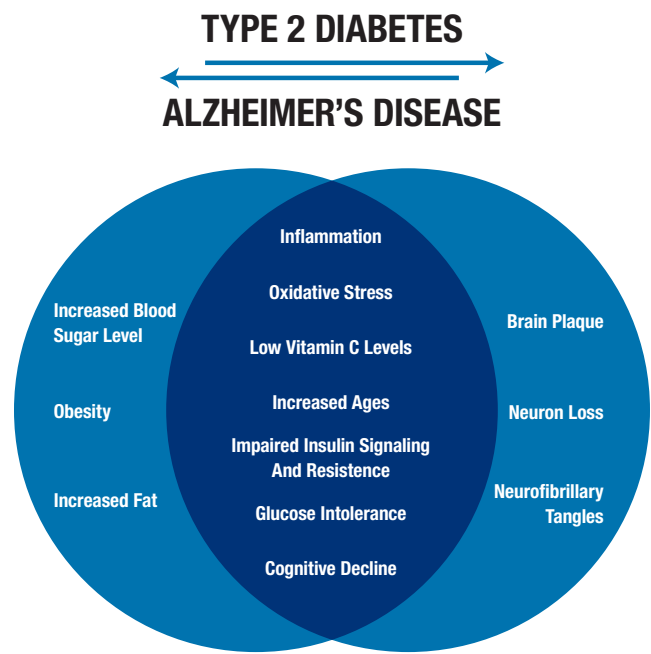 TYPE 2 DIABETES
ALZHEIMER'S DISEASE
Increased Blood
Sugar Level
Obesity
Increased Fat
Inflammation
Oxidative Stress
Low Vitamin C Levels
Increased Ages
Impaired Insulin Signaling
And Resistence
Glucose Intolerance
Cognitive Decline
Brain Plaque
Neuron Loss
Neurofibrillary
Tangles